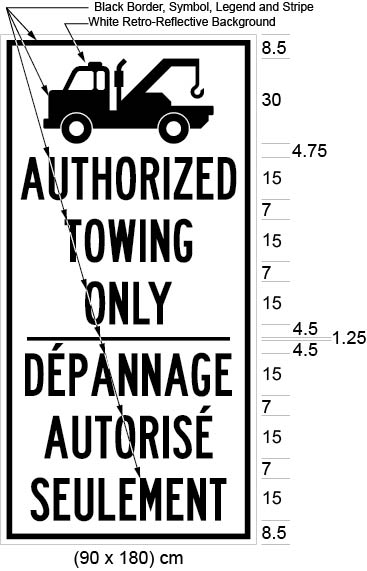 Black Border, Symbol, Legend and Stripe
White Retro-Reflective Background
8.5
30
4.75
AUTHORIZED
15
7
TOWING
15
7
ONLY
15
4.5
1.25
4.5
DÉPANNAGE
15
7
AUTORISÉ
15
7
SEULEMENT
15
8.5
(90 x 180) cm